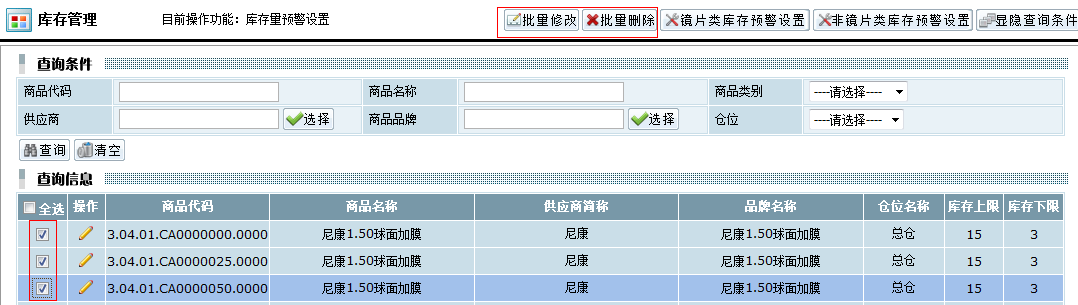 库存管理 目前操作功能：库存量预警设置 批量修改 批量删除 镜片类库存预警设置 非镜片类库存预警设置 显隐查询条件
查询条件
商品代码 商品名称 商品类别 ----请选择----
供应商 选择 商品品牌 选择 仓位 ----请选择----
查询 清空
查询信息
全选 操作 商品代码 商品名称 供应商简称 品牌名称 仓位名称 库存上限 库存下限
3.04.01.CA0000000.0000 尼康1.50球面加膜 尼康 尼康1.50球面加膜 总仓 15 3
3.04.01.CA0000025.0000 尼康1.50球面加膜 尼康 尼康1.50球面加膜 总仓 15 3
3.04.01.CA0000050.0000 尼康1.50球面加膜 尼康 尼康1.50球面加膜 总仓 15 3